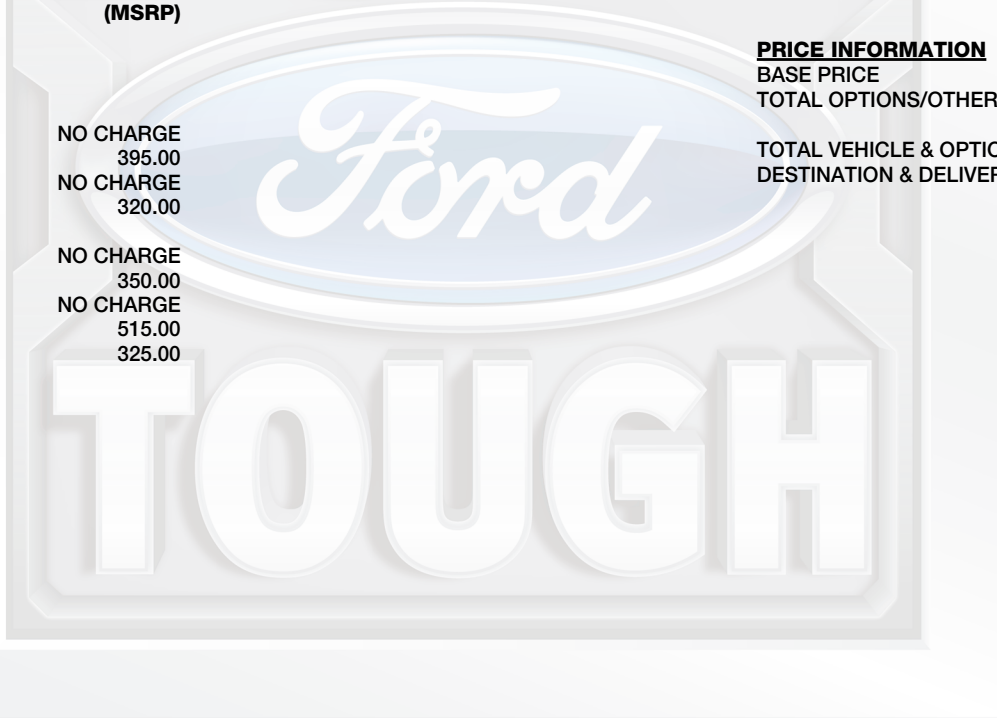 (MSRP)
NO CHARGE
395.00
NO CHARGE
320.00
NO CHARGE
350.00
NO CHARGE
515.00
325.00
PRICE INFORMATION
BASE PRICE
TOTAL OPTIONS/OTHER
TOTAL VEHICLE & OPTIO
DESTINATION & DELIVER
Ford
TOUGH